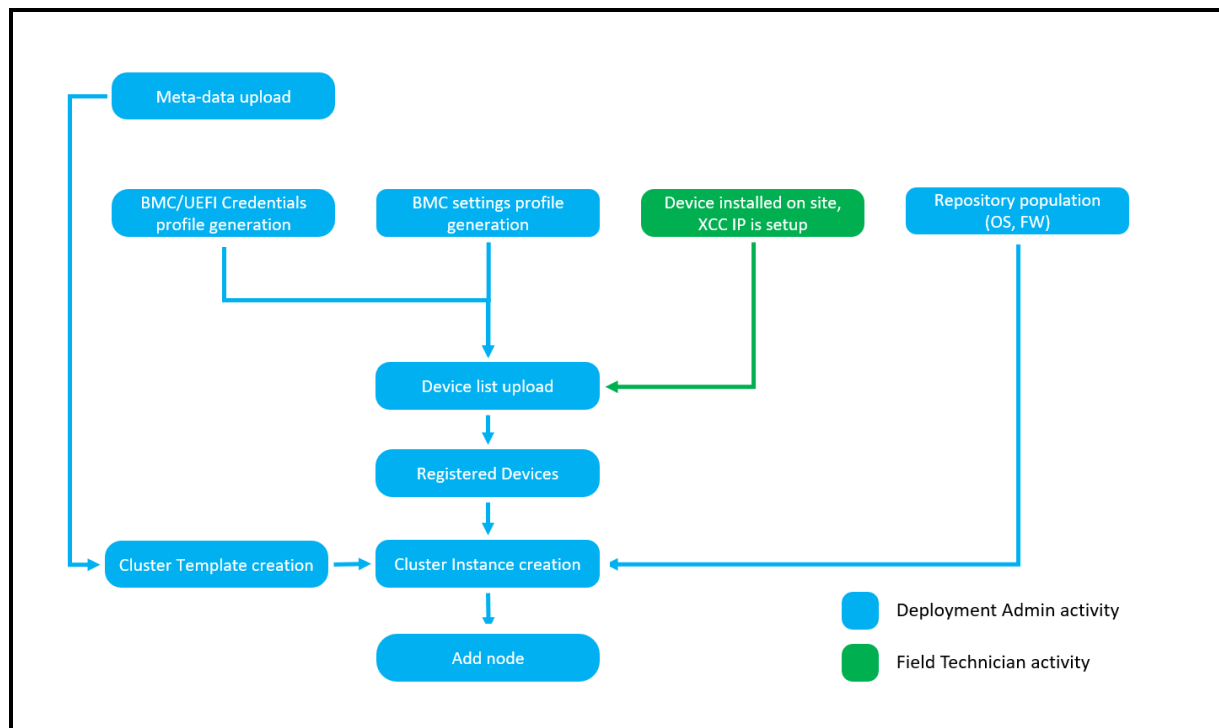 Meta-data upload
BMC/UEFI Credentials
profile generation
BMC settings profile
generation
Device installed on site,
XCC IP is setup
Repository population
(OS, FW)
Device list upload
Registered Devices
Cluster Template creation
Cluster Instance creation
Add node
Deployment Admin activity
Field Technician activity